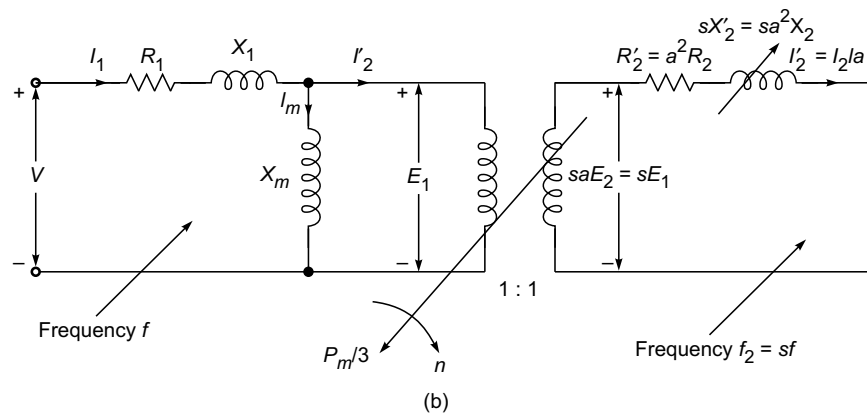 sX′₂ = sa²X₂
I₁
R₁
X₁
I′₂
R′₂ = a²R₂
I′₂ = I₂/a
+
Iₘ
+
+
V
Xₘ
E₁
saE₂ = sE₁
–
–
–
1 : 1
Frequency f
Pₘ/3
n
Frequency f₂ = sf
(b)